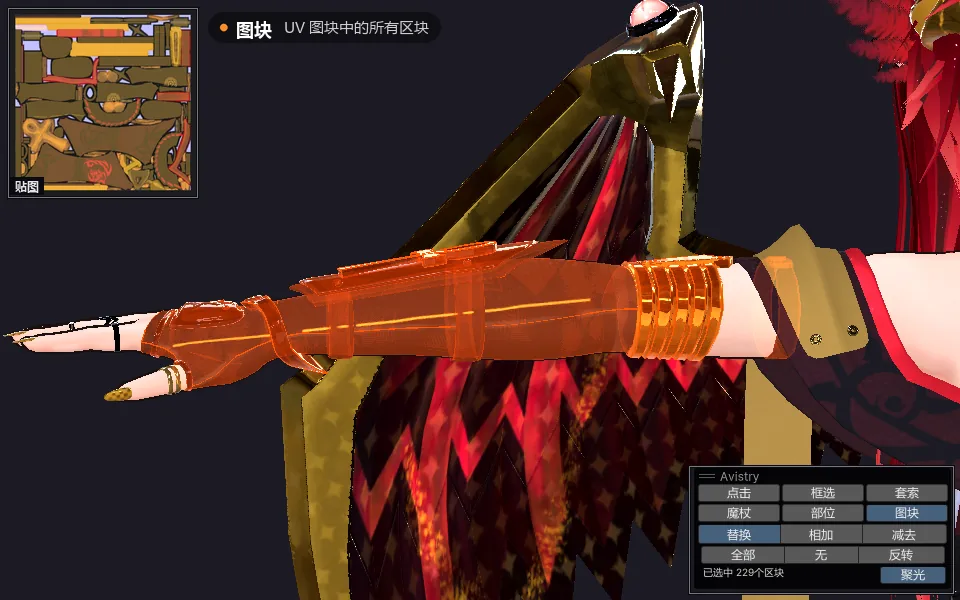 图块 UV 图块中的所有区块
贴图
Avistry
点击 框选 套索
魔杖 部位 图块
替换 相加 减去
全部 无 反转
已选中 229个区块 聚光